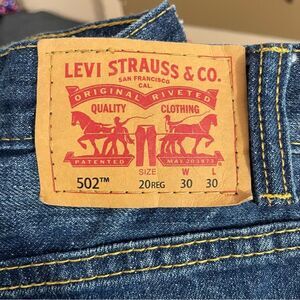 LEVI STRAUSS & CO.
SAN FRANCISCO
CAL.
ORIGINAL RIVETED
QUALITY CLOTHING
PATENTED MAY 20 1873
SIZE W L
502™ 20REG 30 30